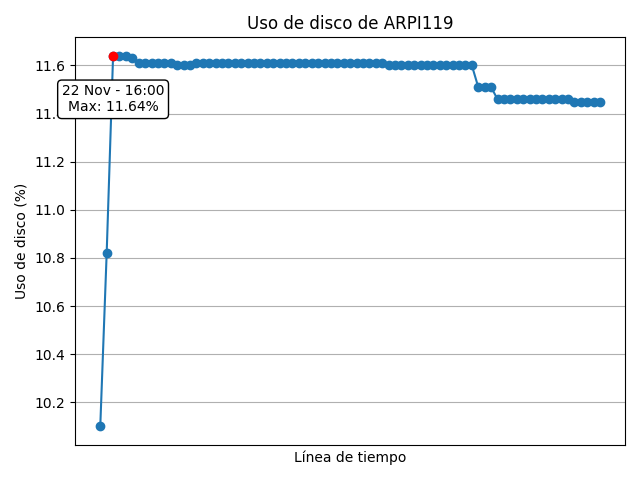 Uso de disco de ARPI119
Uso de disco (%)
11.6
11.4
11.2
11.0
10.8
10.6
10.4
10.2
22 Nov - 16:00
Max: 11.64%
Línea de tiempo